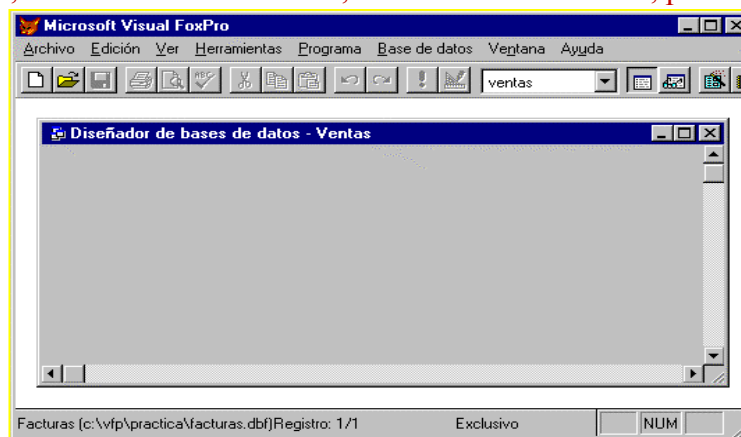 Microsoft Visual FoxPro
Archivo Edición Ver Herramientas Programa Base de datos Ventana Ayuda
ventas
Diseñador de bases de datos - Ventas
Facturas (c:\vfp\practica\facturas.dbf)Registro: 1/1 Exclusivo NUM